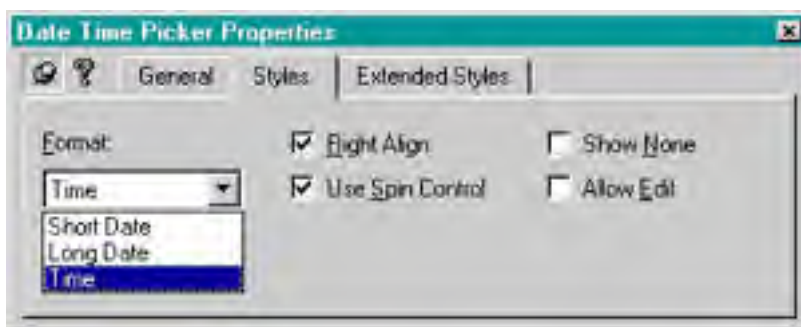 Date Time Picker Properties
General Styles Extended Styles
Format: Right Align Show None
Time Use Spin Control Allow Edit
Short Date
Long Date
Time